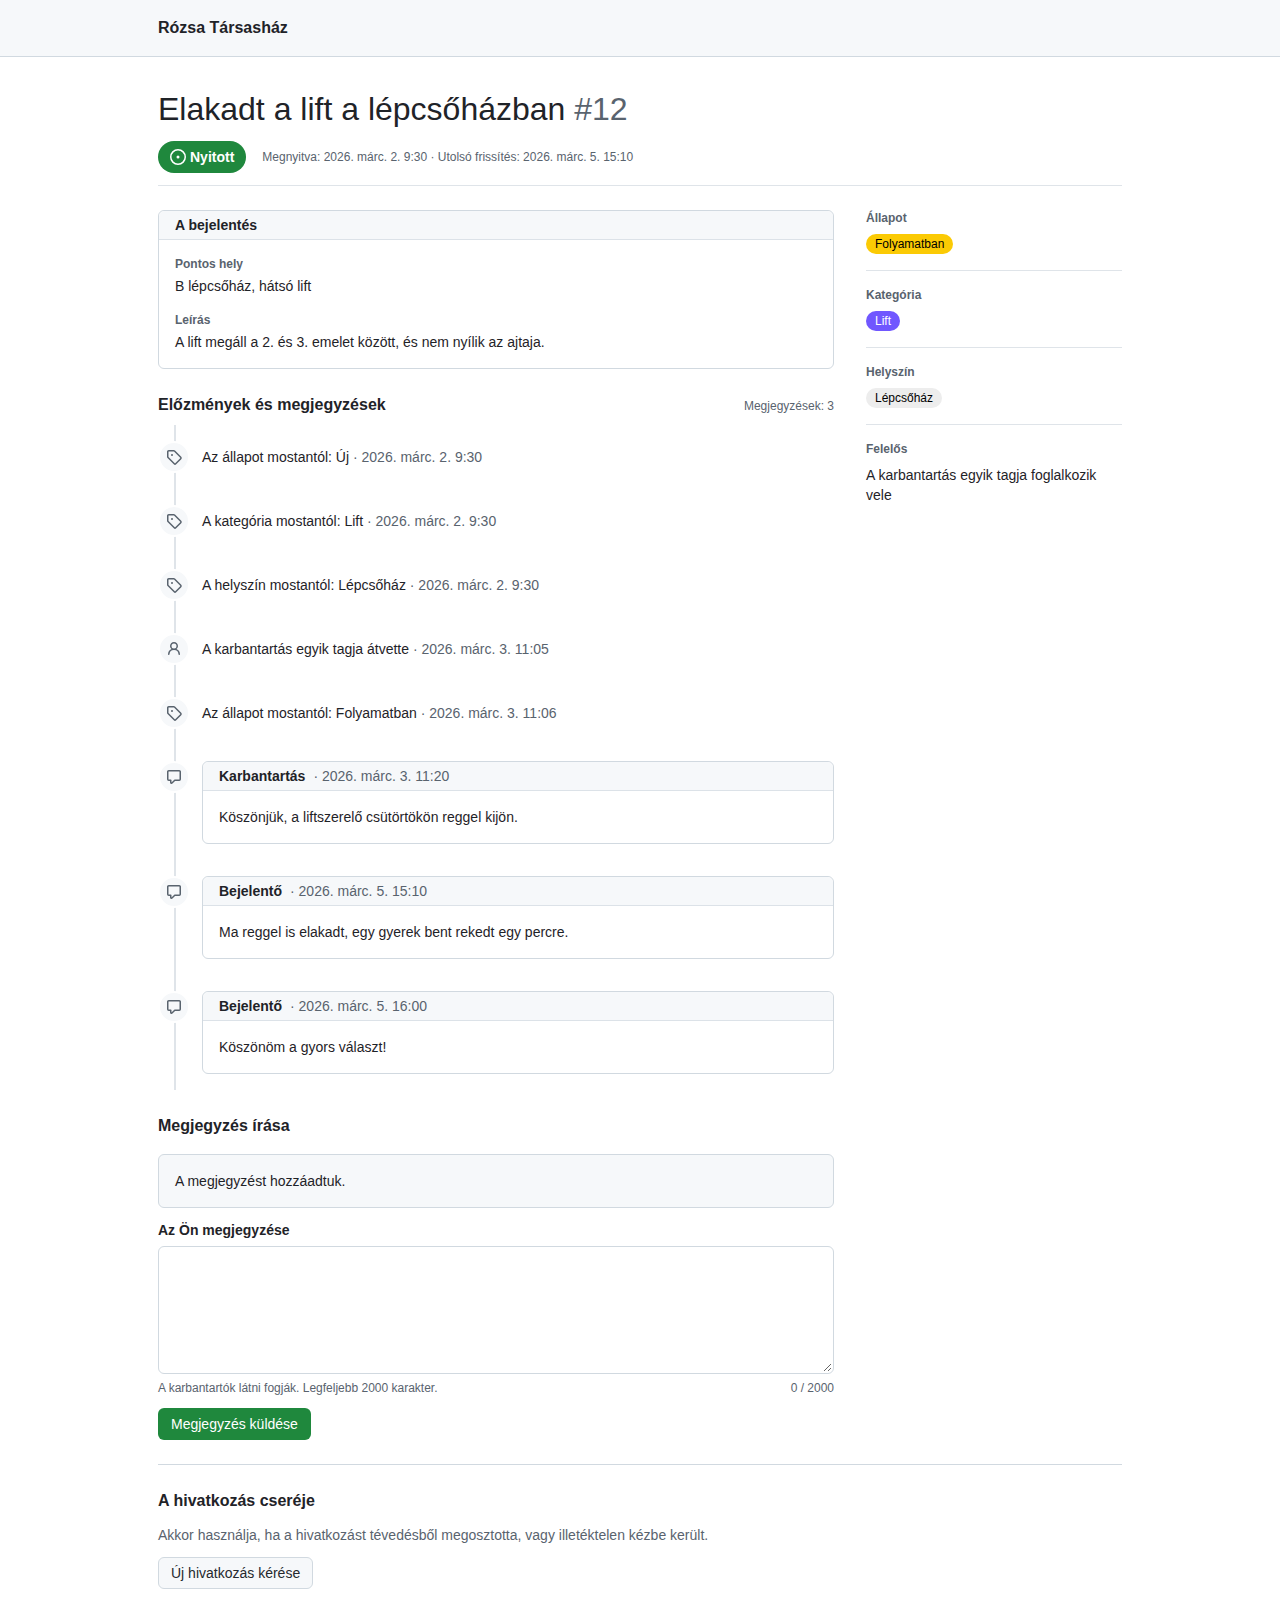 Rózsa Társasház
Elakadt a lift a lépcsőházban #12
Nyitott
Megnyitva: 2026. márc. 2. 9:30 · Utolsó frissítés: 2026. márc. 5. 15:10
A bejelentés
Pontos hely
B lépcsőház, hátsó lift
Leírás
A lift megáll a 2. és 3. emelet között, és nem nyílik az ajtaja.
Állapot
Folyamatban
Kategória
Lift
Helyszín
Lépcsőház
Felelős
A karbantartás egyik tagja foglalkozik
vele
Előzmények és megjegyzések
Megjegyzések: 3
Az állapot mostantól: Új · 2026. márc. 2. 9:30
A kategória mostantól: Lift · 2026. márc. 2. 9:30
A helyszín mostantól: Lépcsőház · 2026. márc. 2. 9:30
A karbantartás egyik tagja átvette · 2026. márc. 3. 11:05
Az állapot mostantól: Folyamatban · 2026. márc. 3. 11:06
Karbantartás · 2026. márc. 3. 11:20
Köszönjük, a liftszerelő csütörtökön reggel kijön.
Bejelentő · 2026. márc. 5. 15:10
Ma reggel is elakadt, egy gyerek bent rekedt egy percre.
Bejelentő · 2026. márc. 5. 16:00
Köszönöm a gyors választ!
Megjegyzés írása
A megjegyzést hozzáadtuk.
Az Ön megjegyzése
A karbantartók látni fogják. Legfeljebb 2000 karakter.
0 / 2000
Megjegyzés küldése
A hivatkozás cseréje
Akkor használja, ha a hivatkozást tévedésből megosztotta, vagy illetéktelen kézbe került.
Új hivatkozás kérése